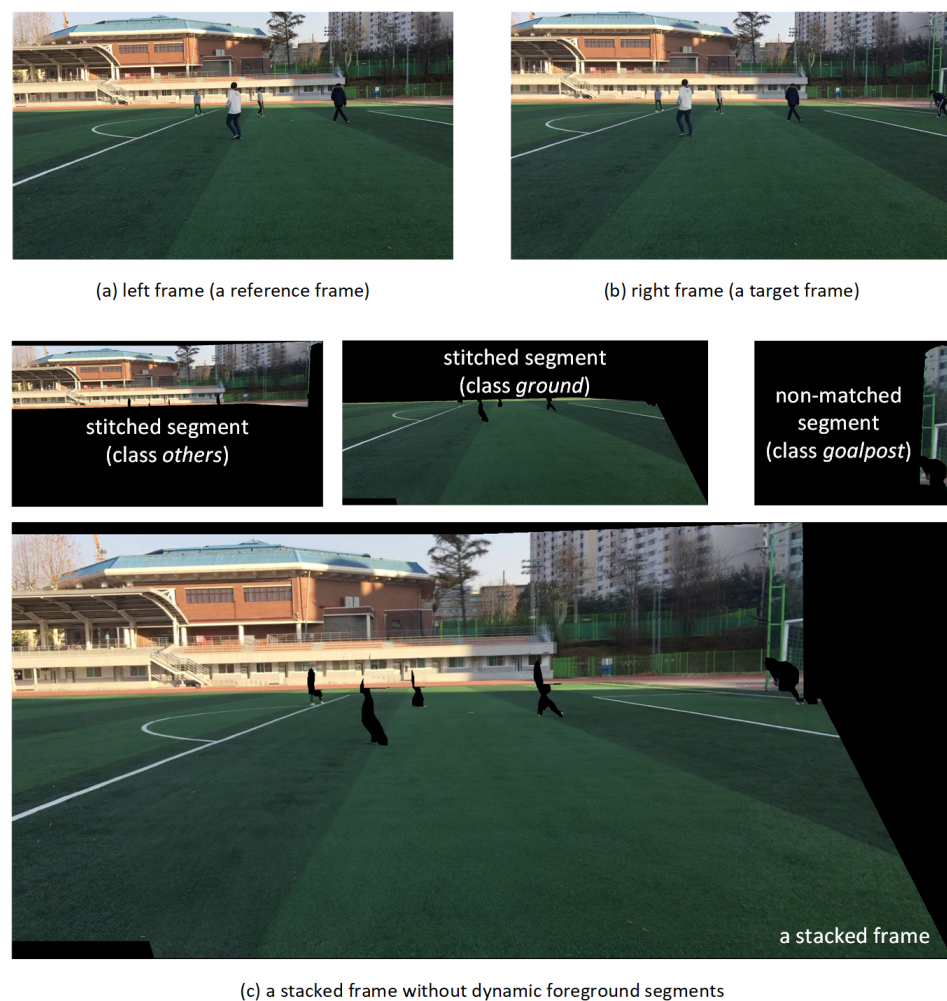 (a) left frame (a reference frame)
(b) right frame (a target frame)
stitched segment
(class others)
stitched segment
(class ground)
non-matched
segment
(class goalpost)
a stacked frame
(c) a stacked frame without dynamic foreground segments